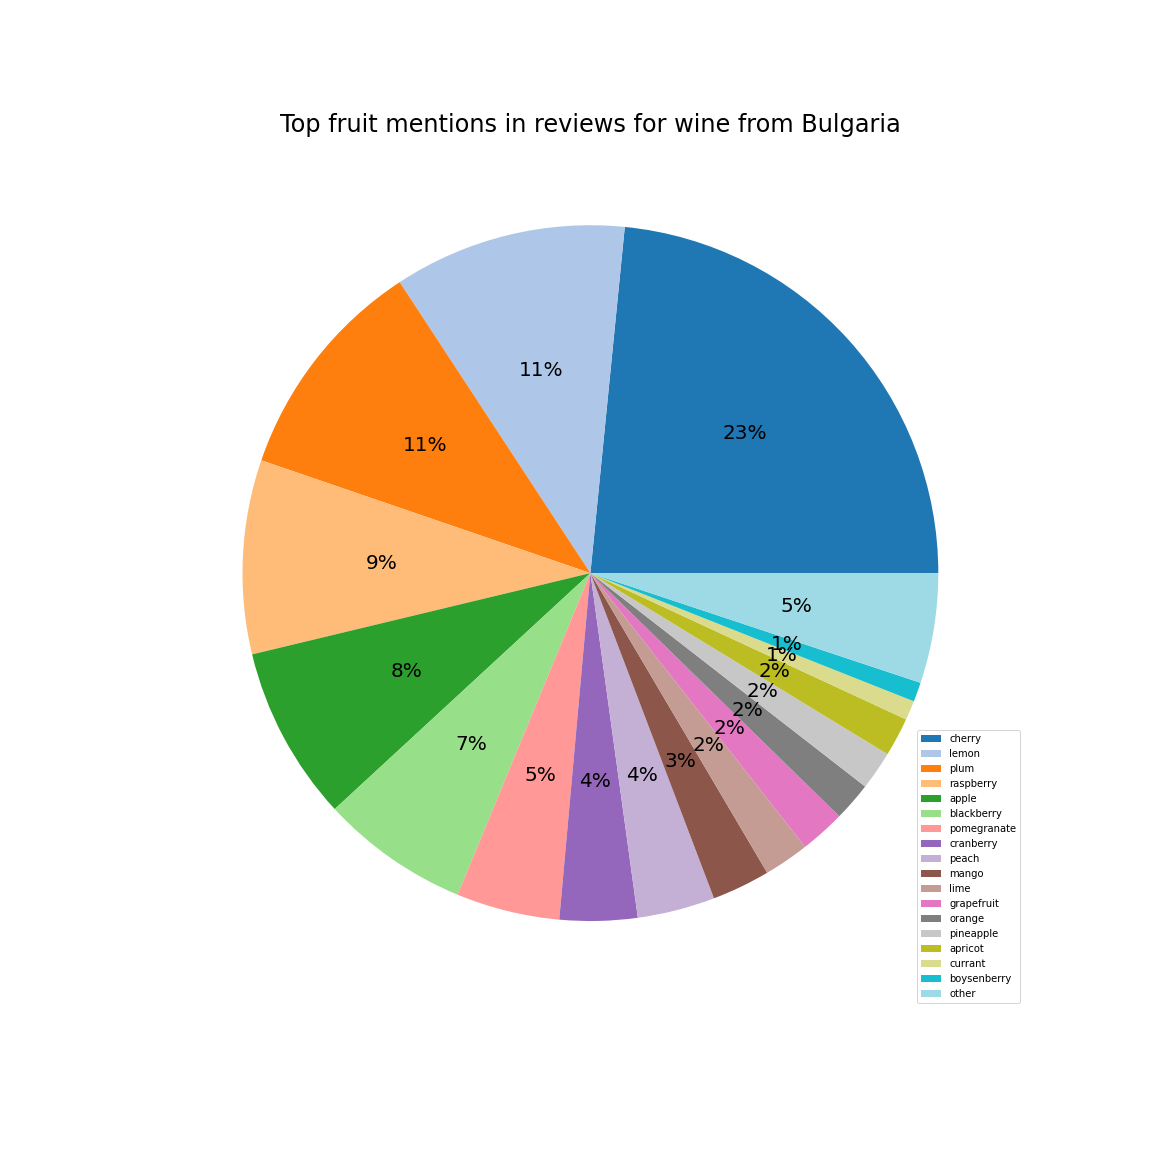 Top fruit mentions in reviews for wine from Bulgaria
23%
11%
11%
9%
8%
7%
5%
4%
4%
3%
2%
2%
2%
2%
2%
1%
1%
5%
cherry
lemon
plum
raspberry
apple
blackberry
pomegranate
cranberry
peach
mango
lime
grapefruit
orange
pineapple
apricot
currant
boysenberry
other